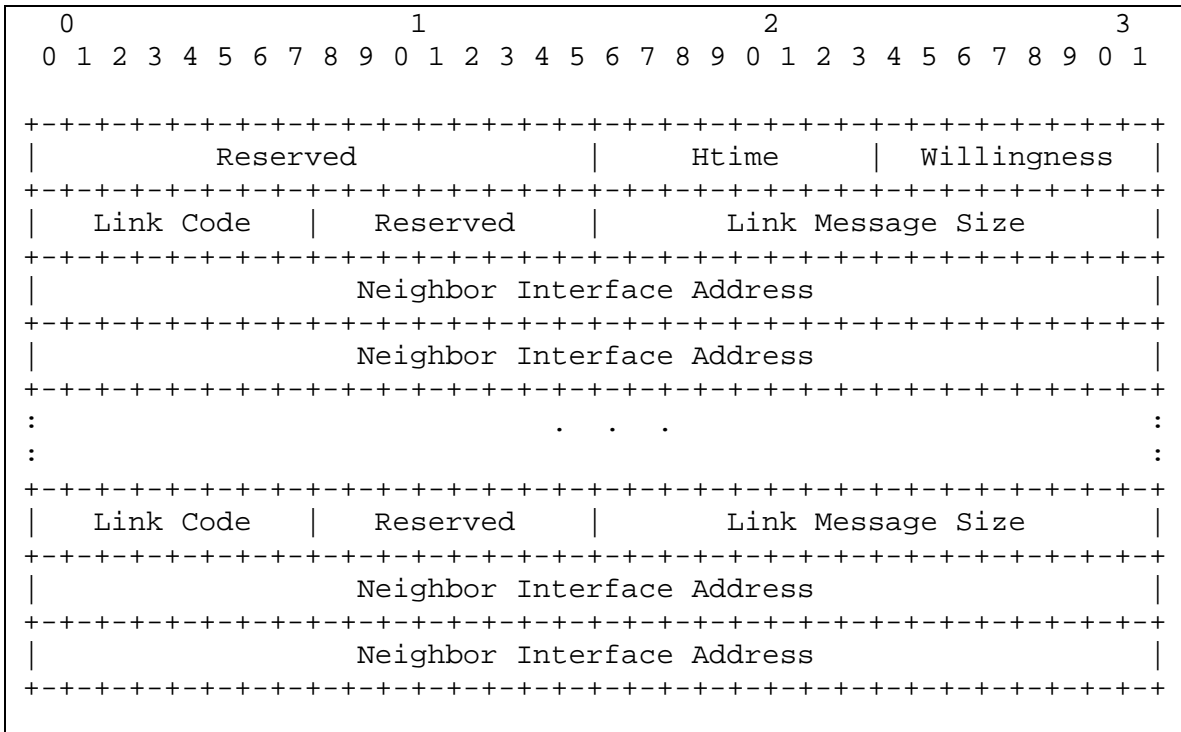 0                   1                   2                   3
0 1 2 3 4 5 6 7 8 9 0 1 2 3 4 5 6 7 8 9 0 1 2 3 4 5 6 7 8 9 0 1
+-+-+-+-+-+-+-+-+-+-+-+-+-+-+-+-+-+-+-+-+-+-+-+-+-+-+-+-+-+-+-+-+
|          Reserved             |     Htime     |  Willingness  |
+-+-+-+-+-+-+-+-+-+-+-+-+-+-+-+-+-+-+-+-+-+-+-+-+-+-+-+-+-+-+-+-+
|   Link Code   |   Reserved    |       Link Message Size       |
+-+-+-+-+-+-+-+-+-+-+-+-+-+-+-+-+-+-+-+-+-+-+-+-+-+-+-+-+-+-+-+-+
|                  Neighbor Interface Address                   |
+-+-+-+-+-+-+-+-+-+-+-+-+-+-+-+-+-+-+-+-+-+-+-+-+-+-+-+-+-+-+-+-+
|                  Neighbor Interface Address                   |
+-+-+-+-+-+-+-+-+-+-+-+-+-+-+-+-+-+-+-+-+-+-+-+-+-+-+-+-+-+-+-+-+
:                             .  .  .                           :
:                                                               :
+-+-+-+-+-+-+-+-+-+-+-+-+-+-+-+-+-+-+-+-+-+-+-+-+-+-+-+-+-+-+-+-+
|   Link Code   |   Reserved    |       Link Message Size       |
+-+-+-+-+-+-+-+-+-+-+-+-+-+-+-+-+-+-+-+-+-+-+-+-+-+-+-+-+-+-+-+-+
|                  Neighbor Interface Address                   |
+-+-+-+-+-+-+-+-+-+-+-+-+-+-+-+-+-+-+-+-+-+-+-+-+-+-+-+-+-+-+-+-+
|                  Neighbor Interface Address                   |
+-+-+-+-+-+-+-+-+-+-+-+-+-+-+-+-+-+-+-+-+-+-+-+-+-+-+-+-+-+-+-+-+